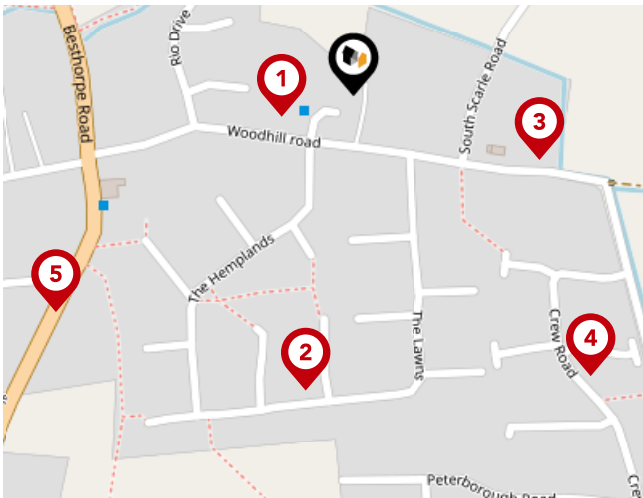 Rio Drive
Besthorpe Road
1
South Scarle Road
3
Woodhill road
The Hemplands
5
The Lawns
2
Crew Road
4
Peterborough Road
Cre